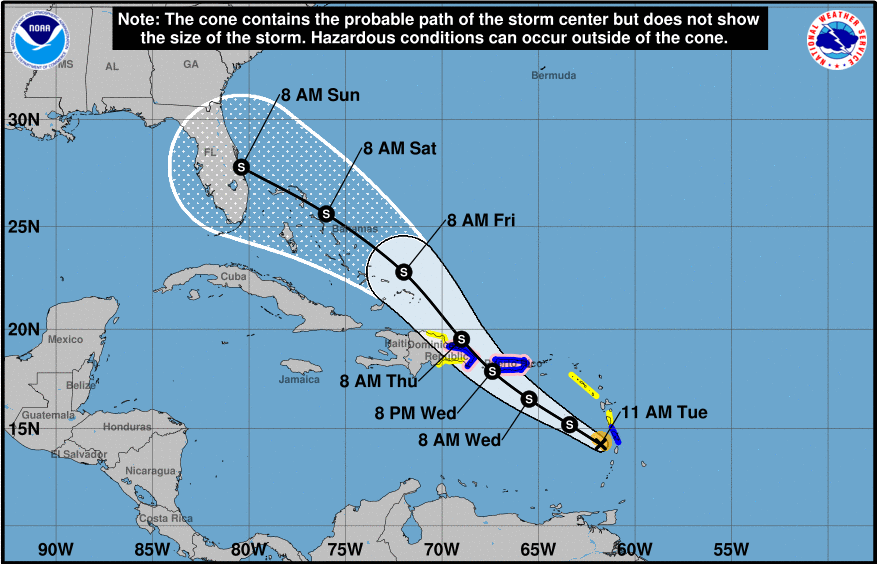 Note: The cone contains the probable path of the storm center but does not show
the size of the storm. Hazardous conditions can occur outside of the cone.
NOAA
NATIONAL WEATHER SERVICE
MS
AL
GA
Bermuda
8 AM Sun
30N
8 AM Sat
FL
8 AM Fri
25N
Bahamas
Cuba
20N
Mexico
Haiti
Dominic
Republic
Jamaica
8 AM Thu
Belize
8 PM Wed
11 AM Tue
Guatemala
15N
Honduras
8 AM Wed
El Salvador
Nicaragua
Costa Rica
90W
85W
80W
75W
70W
65W
60W
55W
S
S
S
S
S
S
S